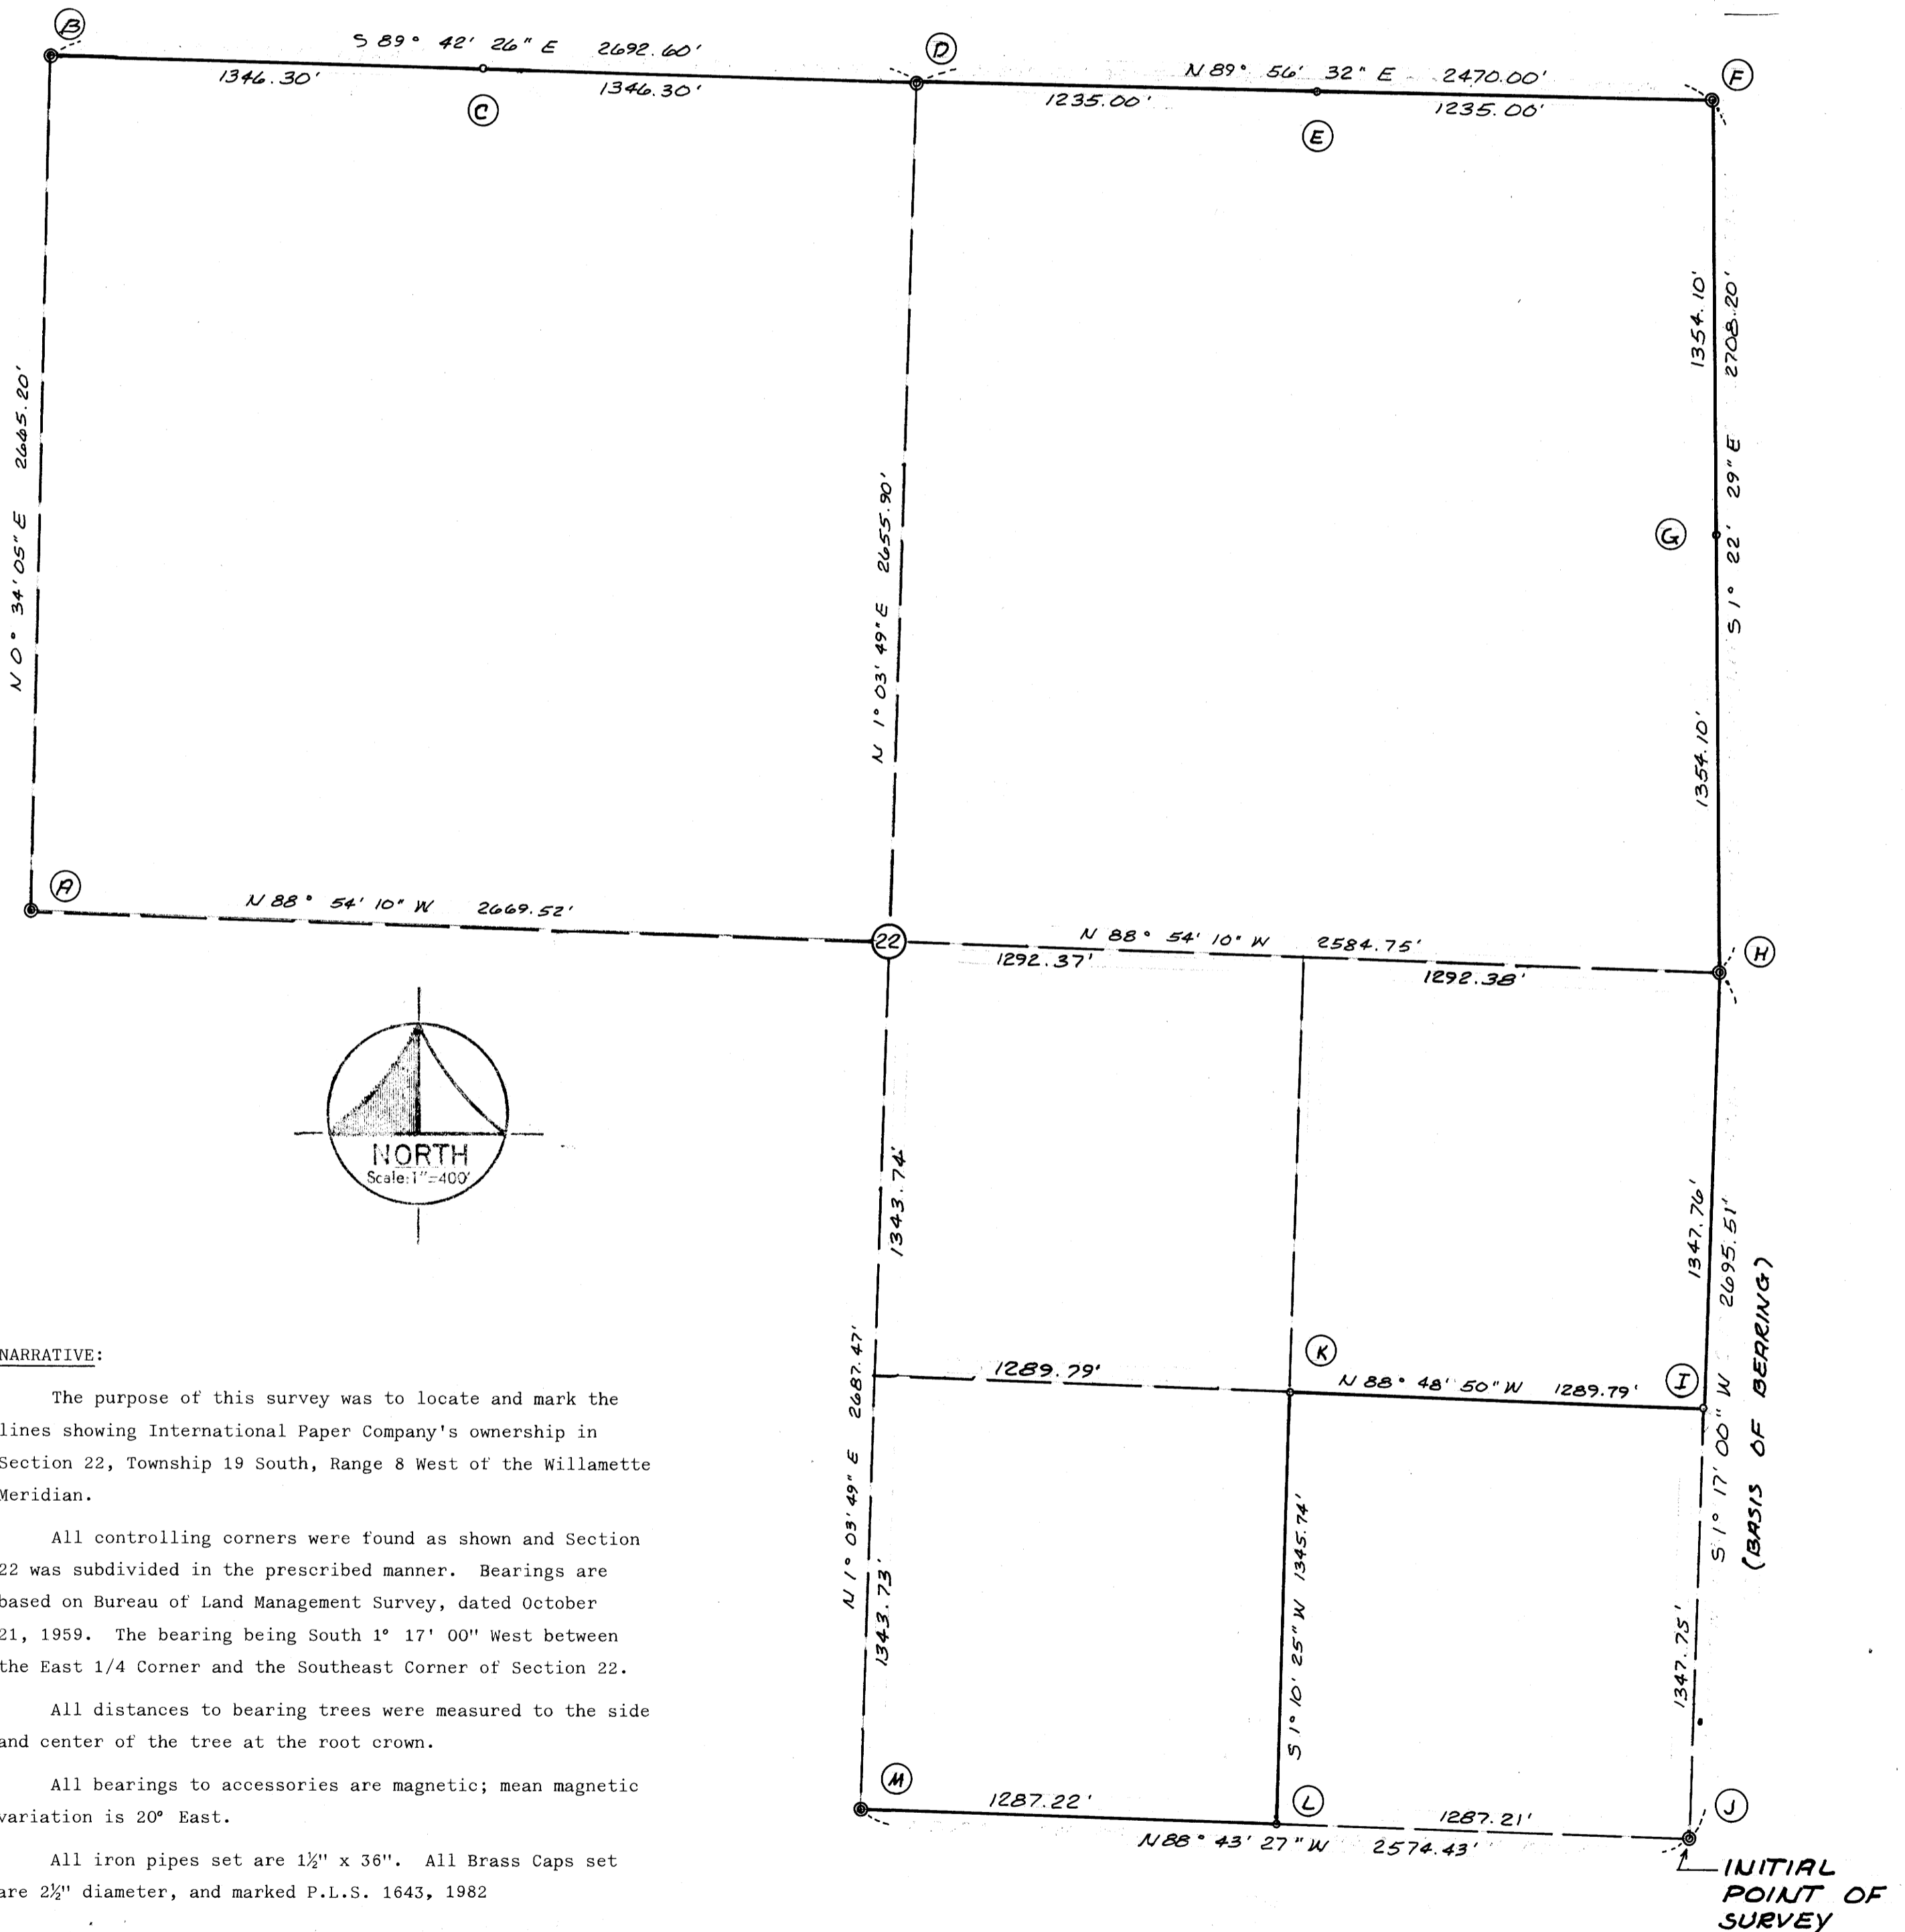 B
S 89° 42' 26" E 2692.60'
1346.30'
C
1346.30'
D
N 89° 56' 32" E 2470.00'
1235.00'
E
1235.00'
F
N 0° 34' 05" E 2665.20'
N 1° 03' 49" E 2655.90'
1354.10'
S 1° 22' 29" E 2708.20'
G
1354.10'
A
N 88° 54' 10" W 2669.52'
22
N 88° 54' 10" W 2584.75'
1292.37'
1292.38'
H
NORTH
Scale: 1"=400'
1343.74'
1347.76'
S 1° 17' 00" W 2695.51'
(BASIS OF BEARING)
N 1° 03' 49" E 2687.47'
1289.79'
K
N 88° 48' 50" W 1289.79'
I
1343.73'
S 1° 10' 25" W 1345.74'
1347.75'
M
1287.22'
L
1287.21'
J
N 88° 43' 27" W 2574.43'
INITIAL
POINT OF
SURVEY
NARRATIVE:
The purpose of this survey was to locate and mark the
lines showing International Paper Company's ownership in
Section 22, Township 19 South, Range 8 West of the Willamette
Meridian.
All controlling corners were found as shown and Section
22 was subdivided in the prescribed manner. Bearings are
based on Bureau of Land Management Survey, dated October
21, 1959. The bearing being South 1° 17' 00" West between
the East 1/4 Corner and the Southeast Corner of Section 22.
All distances to bearing trees were measured to the side
and center of the tree at the root crown.
All bearings to accessories are magnetic; mean magnetic
variation is 20° East.
All iron pipes set are 1½" x 36". All Brass Caps set
are 2½" diameter, and marked P.L.S. 1643, 1982